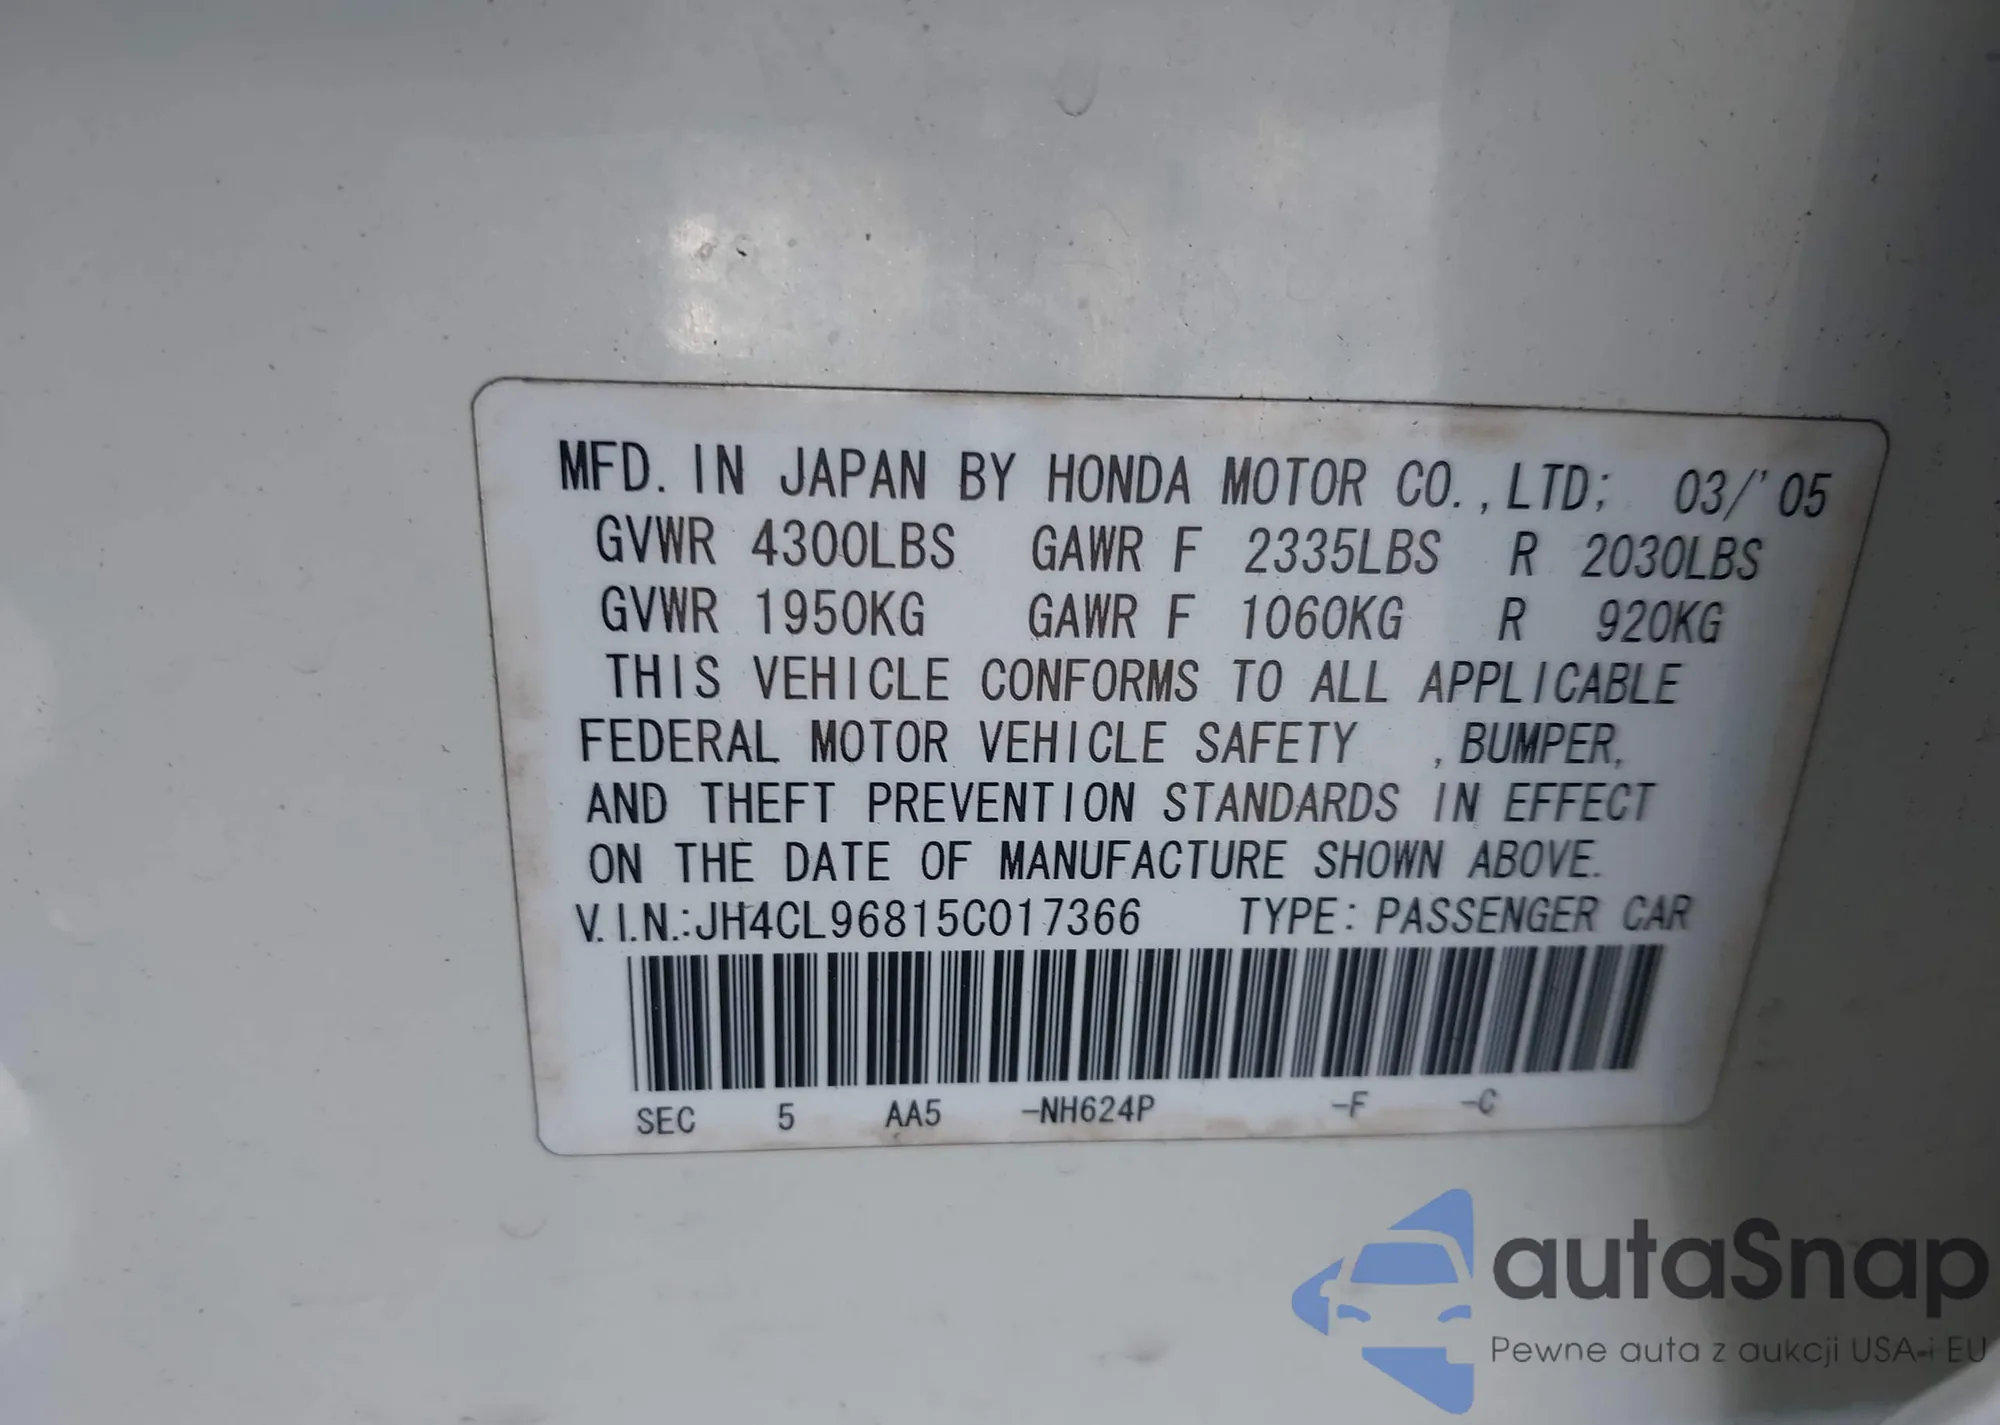 MFD. IN JAPAN BY HONDA MOTOR CO., LTD; 03/'05
GVWR 4300LBS GAWR F 2335LBS R 2030LBS
GVWR 1950KG GAWR F 1060KG R 920KG
THIS VEHICLE CONFORMS TO ALL APPLICABLE
FEDERAL MOTOR VEHICLE SAFETY , BUMPER,
AND THEFT PREVENTION STANDARDS IN EFFECT
ON THE DATE OF MANUFACTURE SHOWN ABOVE.
V.I.N.:JH4CL96815C017366 TYPE: PASSENGER CAR
SEC 5 AA5 -NH624P -F -C
autaSnap
Pewne auta z aukcji USA i EU